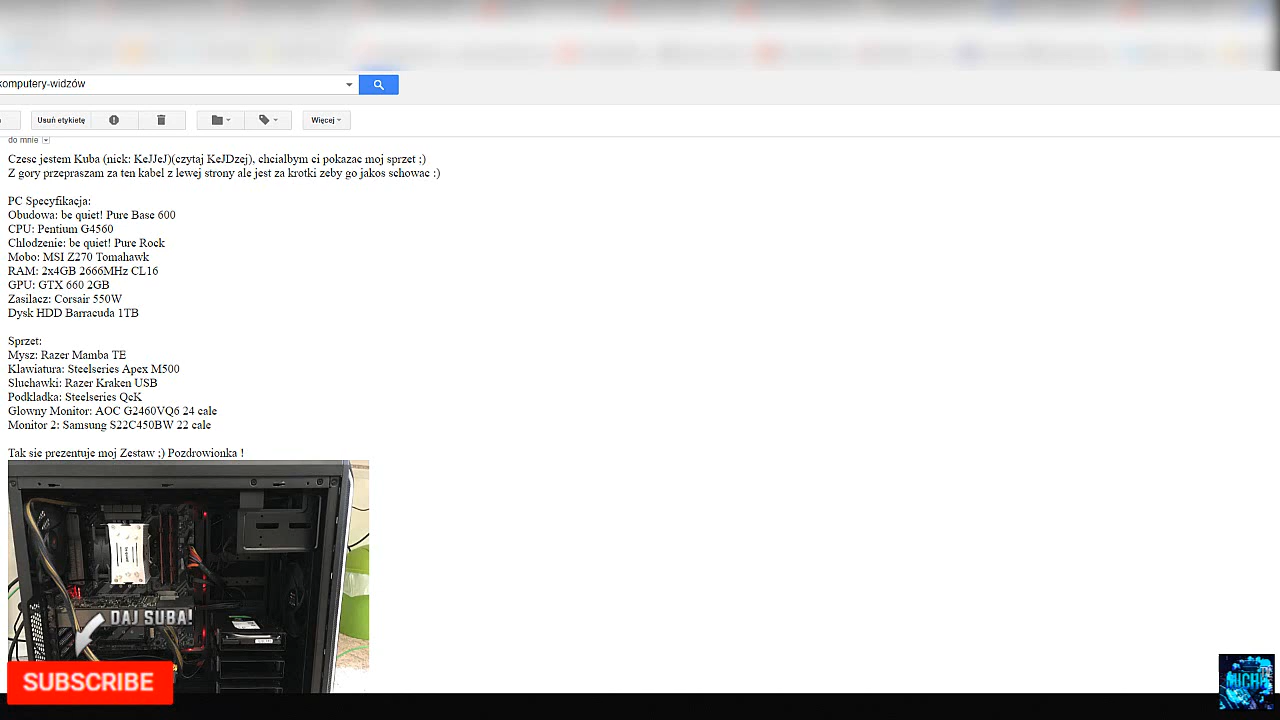 komputery-widzów
Usuń etykietę
Więcej
do mnie
Czesc jestem Kuba (nick: KeJJeJ)(czytaj KeJDzej), chcialbym ci pokazac moj sprzet ;)
Z gory przepraszam za ten kabel z lewej strony ale jest za krotki zeby go jakos schowac :)
PC Specyfikacja:
Obudowa: be quiet! Pure Base 600
CPU: Pentium G4560
Chlodzenie: be quiet! Pure Rock
Mobo: MSI Z270 Tomahawk
RAM: 2x4GB 2666MHz CL16
GPU: GTX 660 2GB
Zasilacz: Corsair 550W
Dysk HDD Barracuda 1TB
Sprzet:
Mysz: Razer Mamba TE
Klawiatura: Steelseries Apex M500
Sluchawki: Razer Kraken USB
Podkladka: Steelseries QcK
Glowny Monitor: AOC G2460VQ6 24 cale
Monitor 2: Samsung S22C450BW 22 cale
Tak sie prezentuje moj Zestaw ;) Pozdrowionka !
DAJ SUBA!
SUBSCRIBE